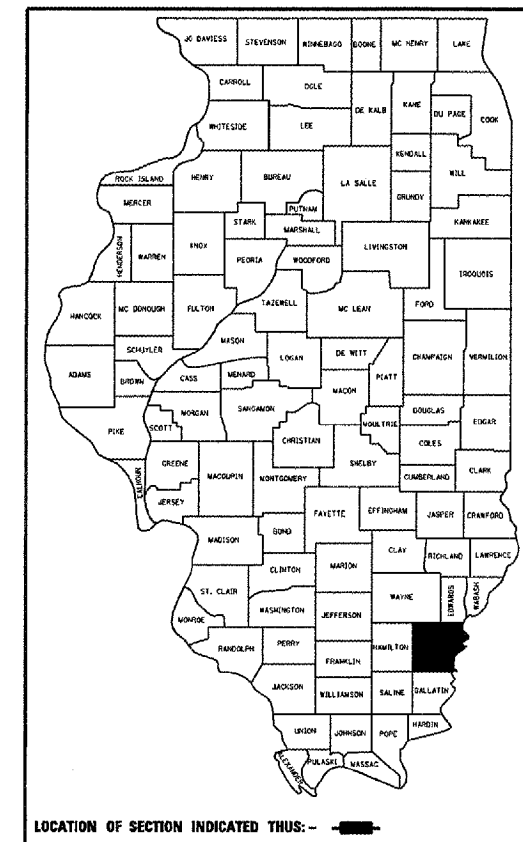 JO DAVIESS STEVENSON WINNEBAGO BOONE MC HENRY LAKE
CARROLL OGLE DE KALB KANE DU PAGE COOK
WHITESIDE LEE
KENDALL WILL
ROCK ISLAND HENRY BUREAU LA SALLE GRUNDY
MERCER PUTNAM
STARK MARSHALL KANKAKEE
HENDERSON WARREN KNOX PEORIA WOODFORD LIVINGSTON IROQUOIS
HANCOCK MC DONOUGH FULTON TAZEWELL MC LEAN FORD
SCHUYLER MASON
ADAMS BROWN CASS MENARD LOGAN DE WITT PIATT CHAMPAIGN VERMILION
MACON
PIKE SCOTT MORGAN SANGAMON MOULTRIE DOUGLAS EDGAR
CHRISTIAN COLES
CALHOUN GREENE MACOUPIN MONTGOMERY SHELBY CUMBERLAND CLARK
JERSEY
FAYETTE EFFINGHAM JASPER CRAWFORD
MADISON BOND
CLAY RICHLAND LAWRENCE
CLINTON MARION
ST. CLAIR WAYNE EDWARDS WABASH
WASHINGTON JEFFERSON
MONROE
RANDOLPH PERRY HAMILTON
FRANKLIN
JACKSON WILLIAMSON SALINE GALLATIN
UNION JOHNSON POPE HARDIN
ALEXANDER PULASKI MASSAC
LOCATION OF SECTION INDICATED THUS: -